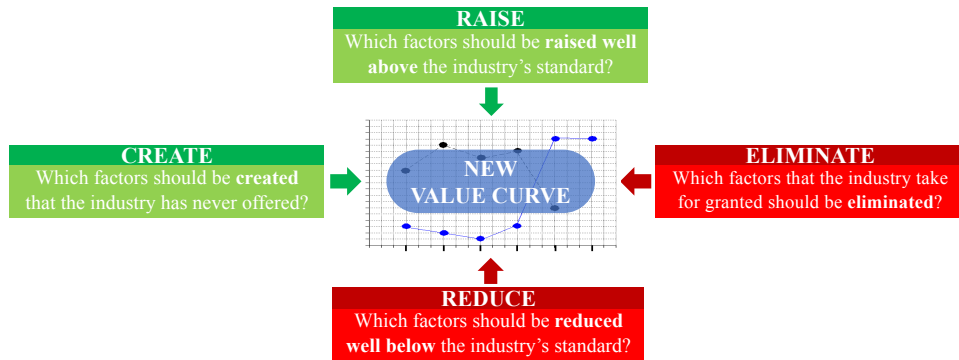 RAISE
Which factors should be raised well
above the industry's standard?
CREATE
Which factors should be created
that the industry has never offered?
NEW
VALUE CURVE
ELIMINATE
Which factors that the industry take
for granted should be eliminated?
REDUCE
Which factors should be reduced
well below the industry's standard?